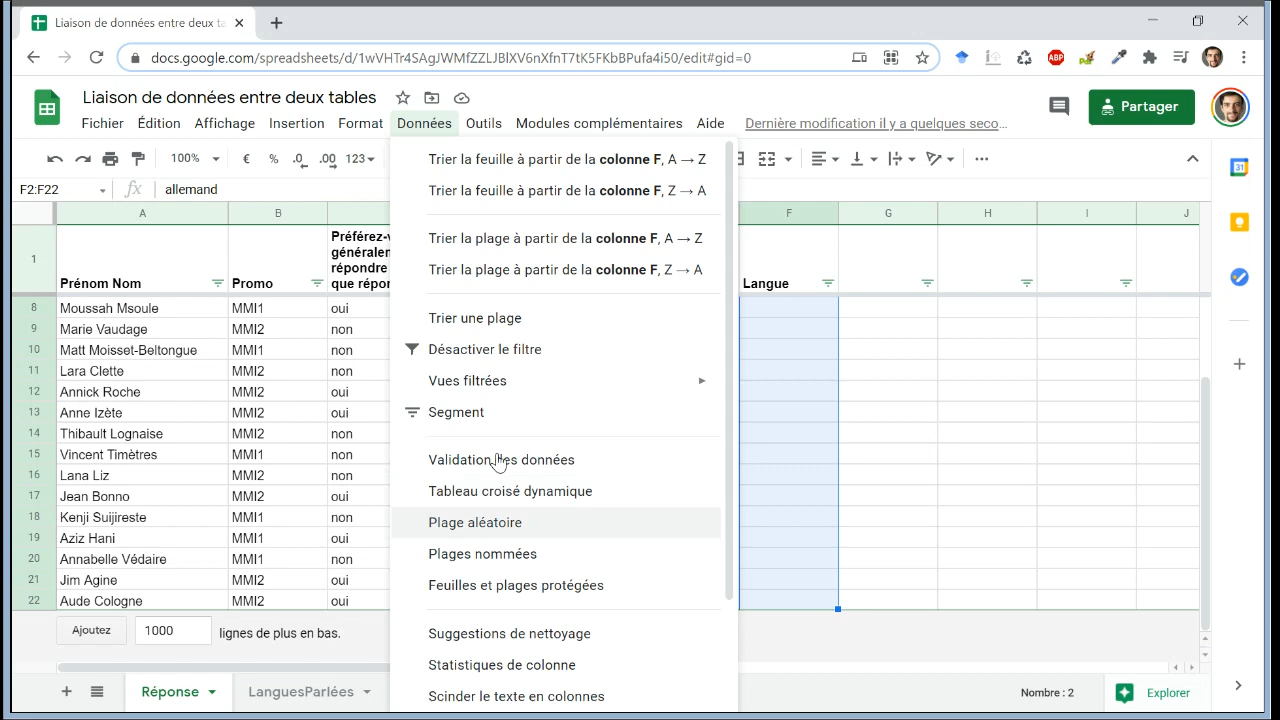 Liaison de données entre deux ta
docs.google.com/spreadsheets/d/1wVHTr4SAgJWMfZZLJBlXV6nXfnT7tK5FKbBPufa4i50/edit#gid=0
ABP
Liaison de données entre deux tables
Partager
Fichier Édition Affichage Insertion Format Données Outils Modules complémentaires Aide Dernière modification il y a quelques seco...
100% € % .0 .00 123
F2:F22 fx allemand
A B F G H I J
1 Prénom Nom Promo
Préférez-v
généralen
répondre
que répor
Langue
8 Moussah Msoule MMI1 oui
9 Marie Vaudage MMI2 non
10 Matt Moisset-Beltongue MMI1 non
11 Lara Clette MMI2 non
12 Annick Roche MMI2 oui
13 Anne Izète MMI2 oui
14 Thibault Lognaise MMI2 non
15 Vincent Timètres MMI1 non
16 Lana Liz MMI2 non
17 Jean Bonno MMI2 oui
18 Kenji Suijireste MMI1 non
19 Aziz Hani MMI1 oui
20 Annabelle Védaire MMI1 non
21 Jim Agine MMI2 oui
22 Aude Cologne MMI2 oui
Trier la feuille à partir de la colonne F, A → Z
Trier la feuille à partir de la colonne F, Z → A
Trier la plage à partir de la colonne F, A → Z
Trier la plage à partir de la colonne F, Z → A
Trier une plage
Désactiver le filtre
Vues filtrées
Segment
Validation des données
Tableau croisé dynamique
Plage aléatoire
Plages nommées
Feuilles et plages protégées
Suggestions de nettoyage
Statistiques de colonne
Scinder le texte en colonnes
31
Ajoutez 1000 lignes de plus en bas.
Réponse LanguesParlées Nombre : 2 Explorer